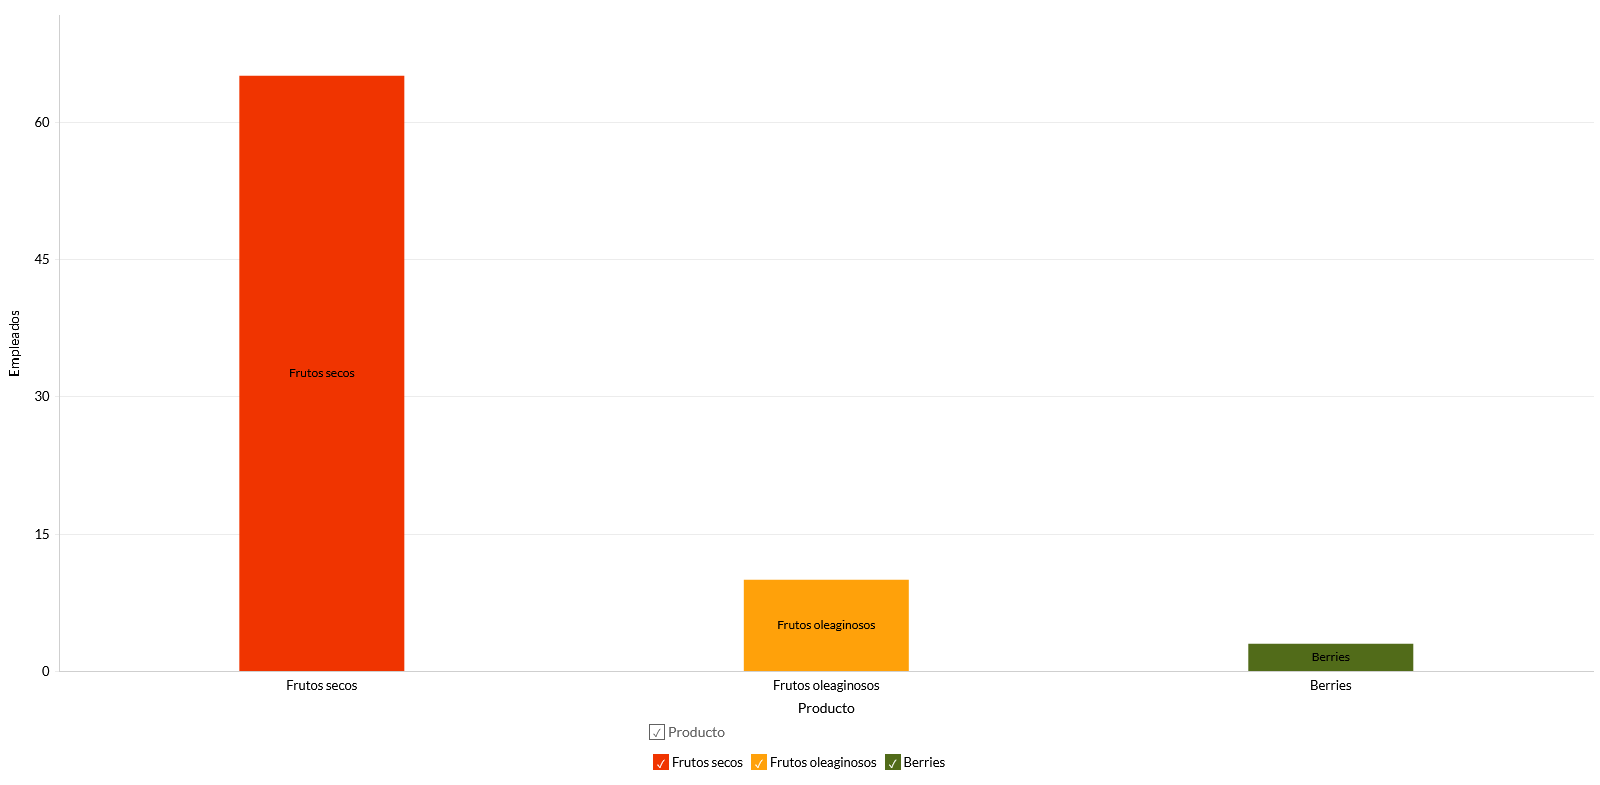 60
45
30
15
0
Empleados
Frutos secos
Frutos oleaginosos
Berries
Frutos secos Frutos oleaginosos Berries
Producto
Producto
Frutos secos Frutos oleaginosos Berries